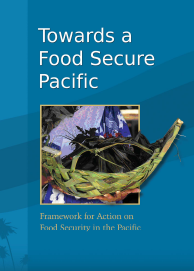 Towards a
Food Secure
Pacific
Framework for Action on
Food Security in the Pacific